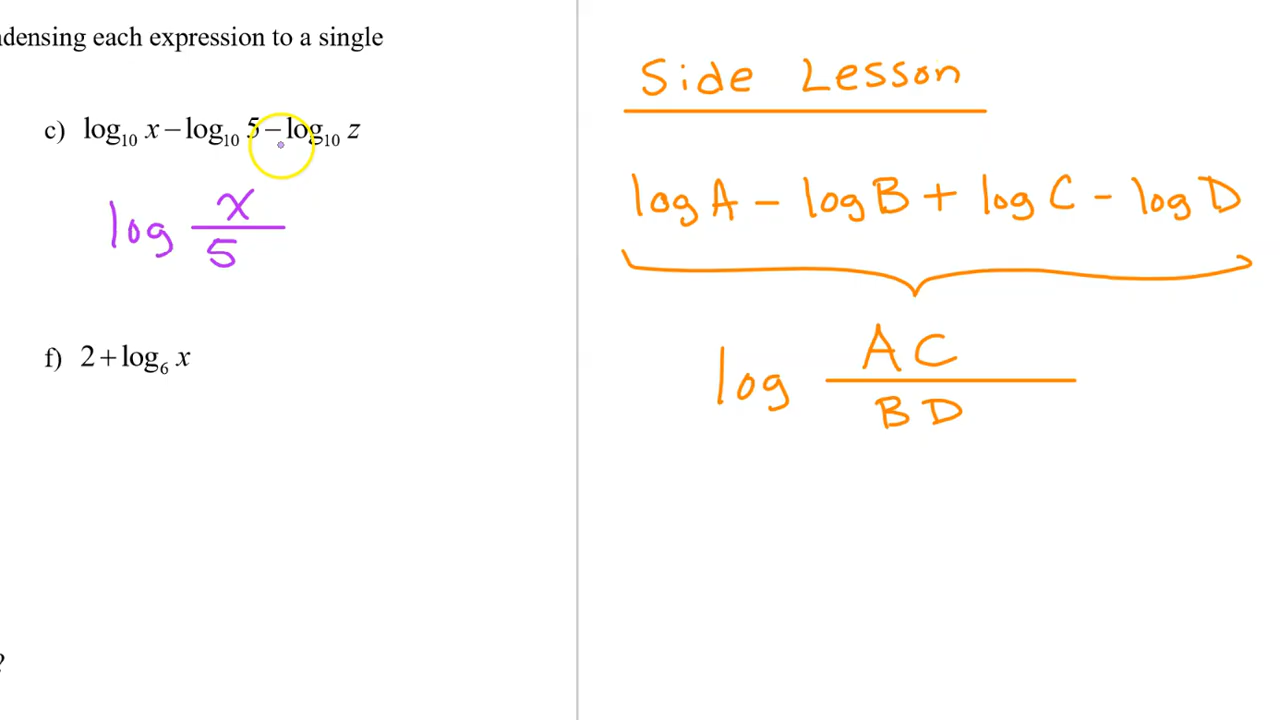 ndensing each expression to a single
c) log₁₀ x − log₁₀ 5 − log₁₀ z
log x/5
f) 2 + log₆ x
?
Side Lesson
log A − log B + log C − log D
log AC/BD